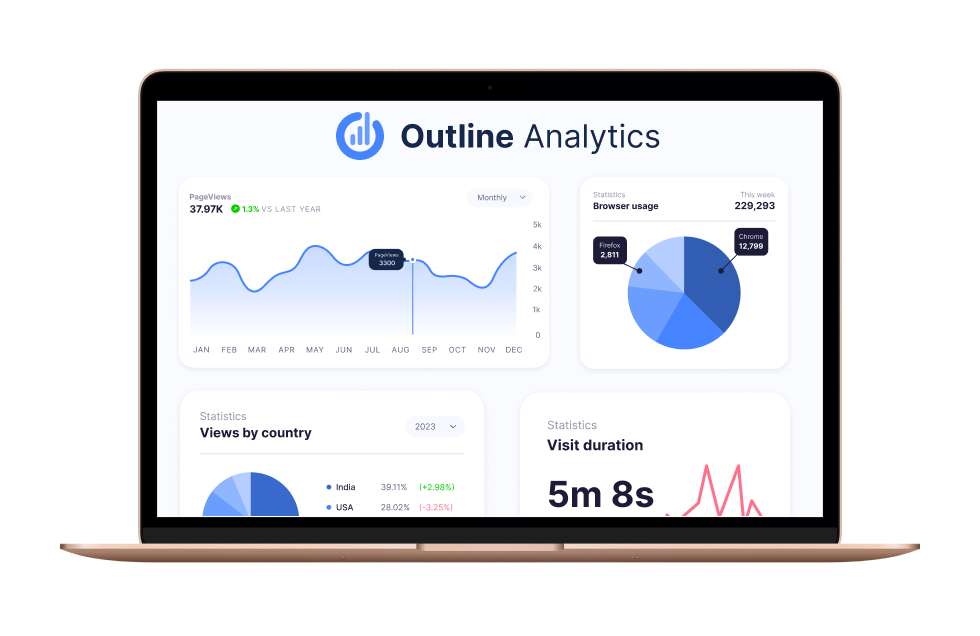 Outline Analytics
PageViews
37.97K 1.3% VS LAST YEAR
Monthly
5k
4k
3k
2k
1k
0
PageViews
3300
JAN FEB MAR APR MAY JUN JUL AUG SEP OCT NOV DEC
Statistics
Browser usage
This week
229,293
Firefox
2,811
Chrome
12,799
Statistics
Views by country
2023
India 39.11% (+2.98%)
USA 28.02% (-3.25%)
Statistics
Visit duration
5m 8s